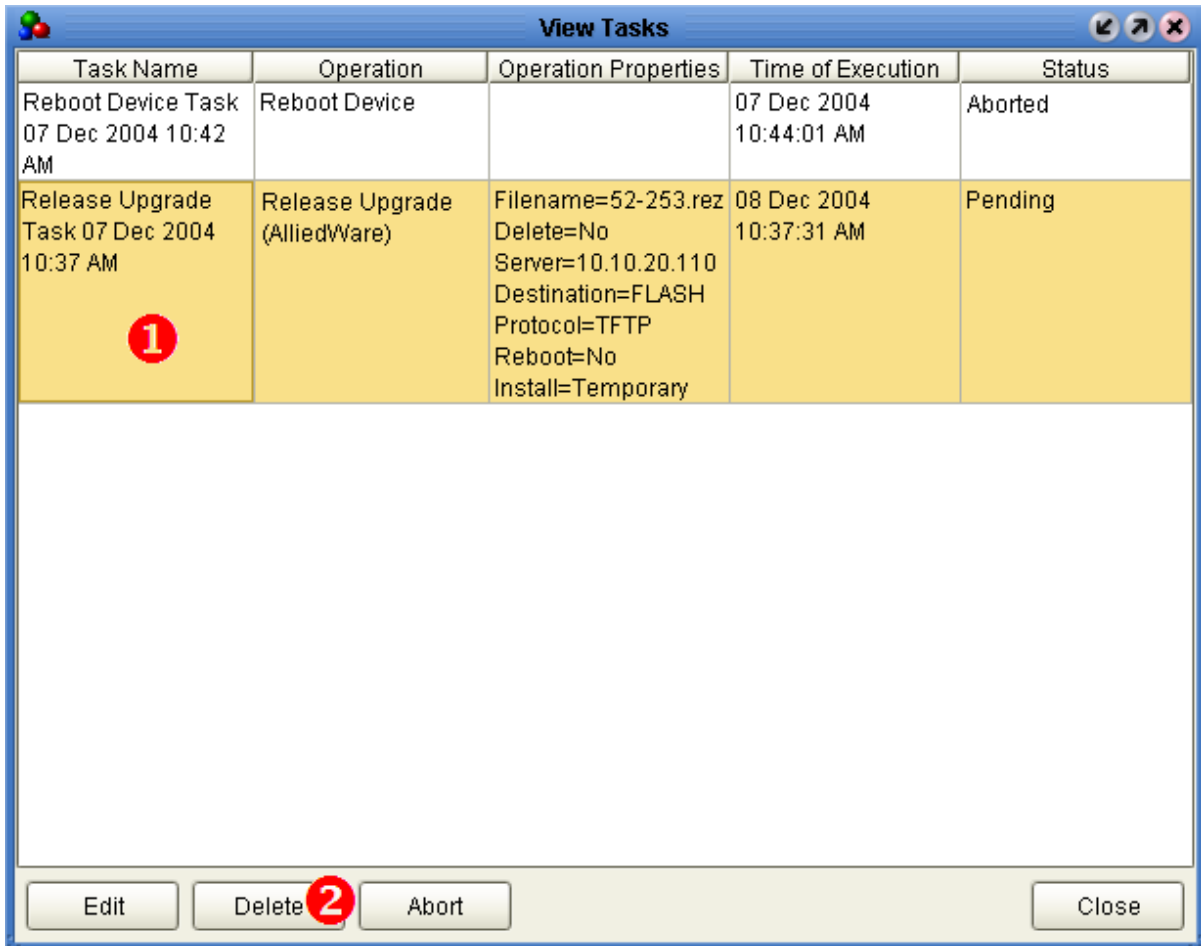 View Tasks
Task Name
Operation
Operation Properties
Time of Execution
Status
Reboot Device Task
07 Dec 2004 10:42
AM
Reboot Device
07 Dec 2004
10:44:01 AM
Aborted
Release Upgrade
Task 07 Dec 2004
10:37 AM
Release Upgrade
(AlliedWare)
Filename=52-253.rez
Delete=No
Server=10.10.20.110
Destination=FLASH
Protocol=TFTP
Reboot=No
Install=Temporary
08 Dec 2004
10:37:31 AM
Pending
1
Edit
Delete
2
Abort
Close